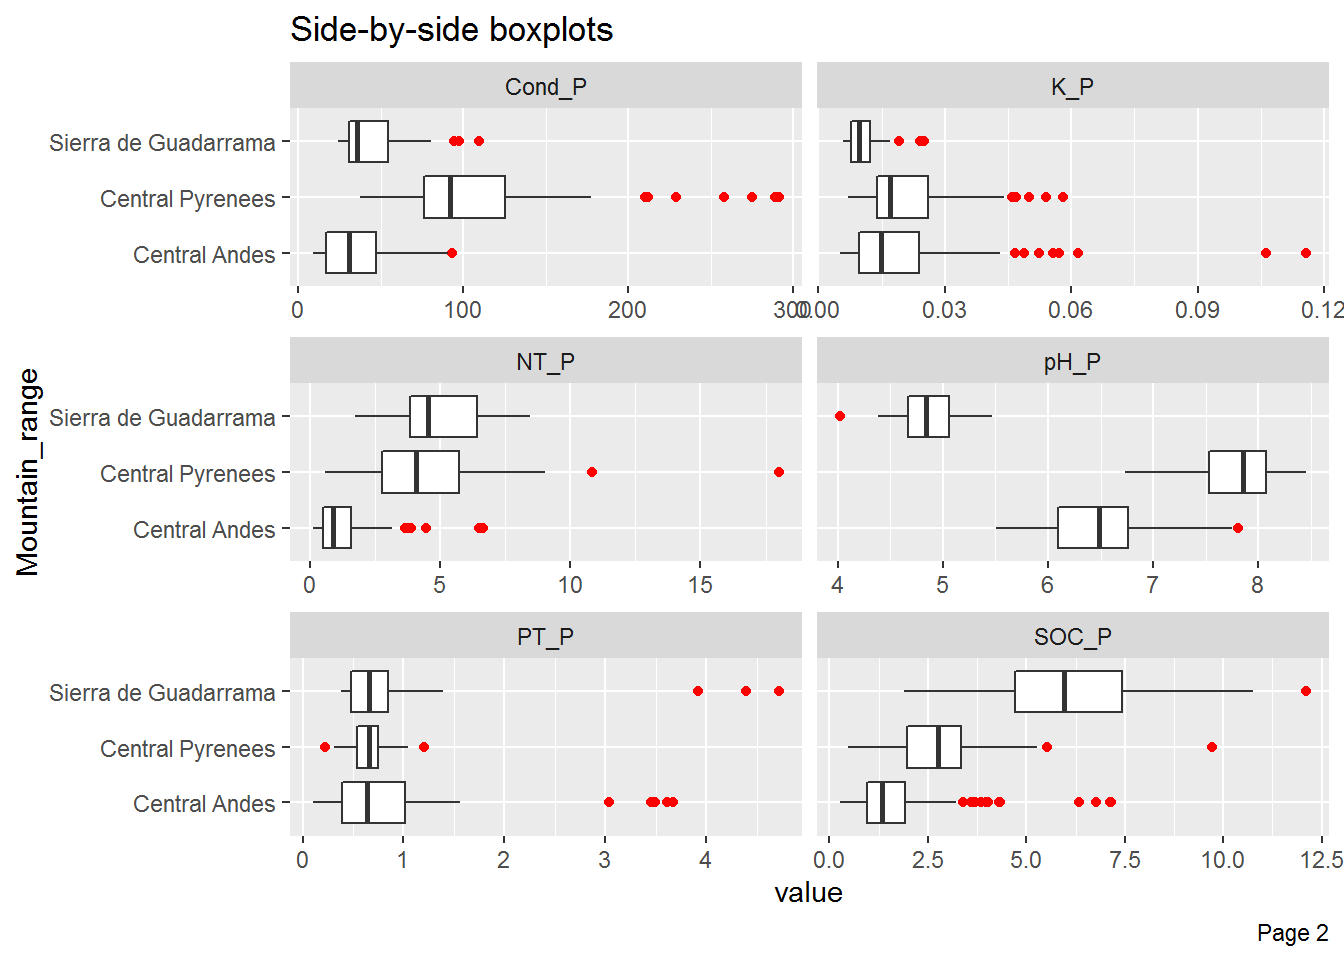 Side-by-side boxplots
Cond_P
K_P
Sierra de Guadarrama
Central Pyrenees
Central Andes
0 100 200 300
0.00 0.03 0.06 0.09 0.12
NT_P
pH_P
Sierra de Guadarrama
Central Pyrenees
Central Andes
0 5 10 15
4 5 6 7 8
PT_P
SOC_P
Sierra de Guadarrama
Central Pyrenees
Central Andes
0 1 2 3 4
0.0 2.5 5.0 7.5 10.0 12.5
Mountain_range
value
Page 2